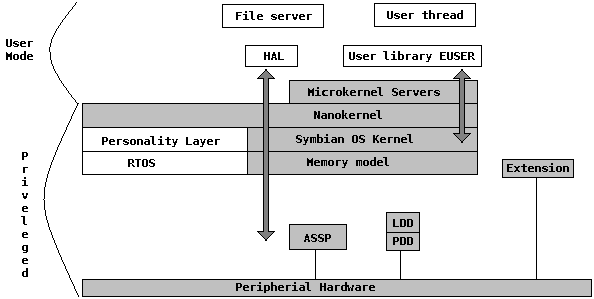 File server
User thread
User
Mode
HAL
User library EUSER
Microkernel Servers
Nanokernel
Personality Layer
Symbian OS Kernel
RTOS
Memory model
Priveleged
Extension
ASSP
LDD
PDD
Peripherial Hardware